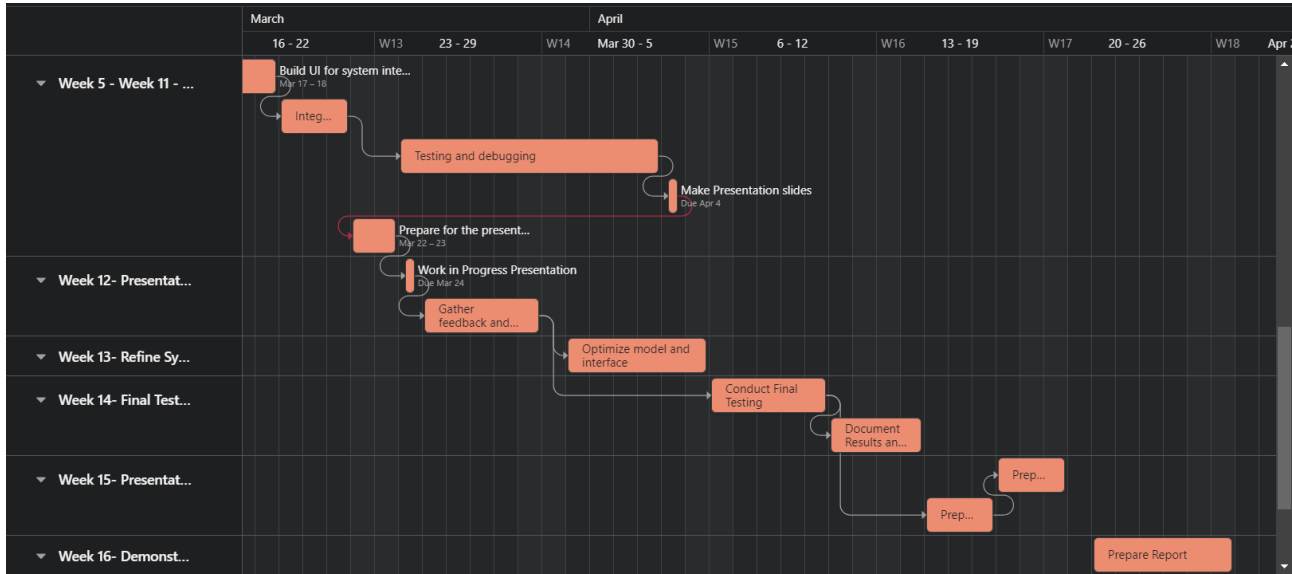 March
April
16 - 22
W13
23 - 29
W14
Mar 30 - 5
W15
6 - 12
W16
13 - 19
W17
20 - 26
W18
Apr
Week 5 - Week 11 - ...
Build UI for system inte...
Mar 17 – 18
Integ...
Testing and debugging
Make Presentation slides
Due Apr 4
Prepare for the present...
Mar 22 – 23
Week 12- Presentat...
Work in Progress Presentation
Due Mar 24
Gather
feedback and...
Week 13- Refine Sy...
Optimize model and
interface
Week 14- Final Test...
Conduct Final
Testing
Document
Results an...
Week 15- Presentat...
Prep...
Prep...
Week 16- Demonst...
Prepare Report